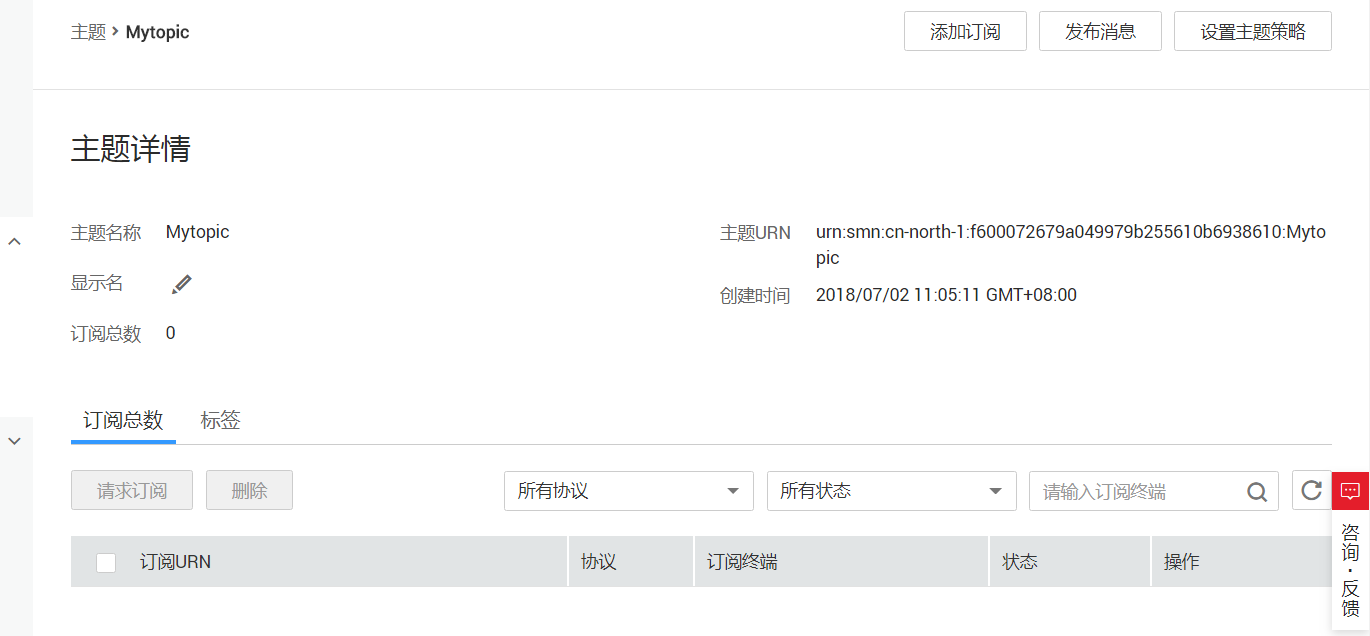 主题 > Mytopic
添加订阅
发布消息
设置主题策略
主题详情
主题名称 Mytopic
主题URN urn:smn:cn-north-1:f600072679a049979b255610b6938610:Myto
pic
显示名
创建时间 2018/07/02 11:05:11 GMT+08:00
订阅总数 0
订阅总数 标签
请求订阅 删除 所有协议 所有状态 请输入订阅终端
订阅URN 协议 订阅终端 状态 操作
咨询·反馈